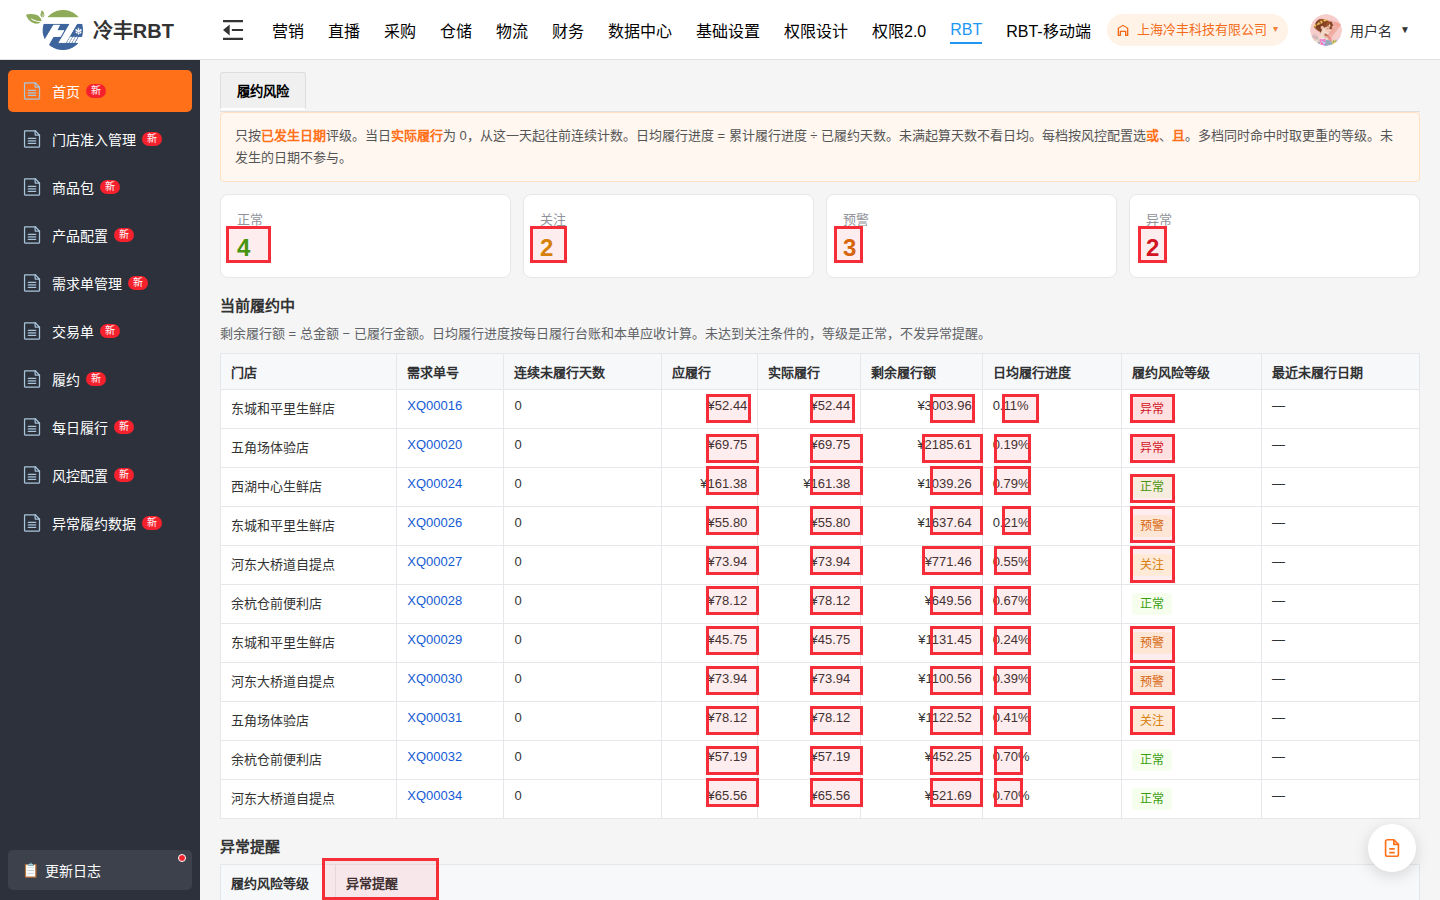 冷丰RBT
营销 直播 采购 仓储 物流 财务 数据中心 基础设置 权限设计 权限2.0 RBT RBT-移动端 上海冷丰科技有限公司 ▾ 用户名 ▼
首页 新
门店准入管理 新
商品包 新
产品配置 新
需求单管理 新
交易单 新
履约 新
每日履行 新
风控配置 新
异常履约数据 新
更新日志
履约风险
只按已发生日期评级。当日实际履行为 0，从这一天起往前连续计数。日均履行进度 = 累计履行进度 ÷ 已履约天数。未满起算天数不看日均。每档按风控配置选或、且。多档同时命中时取更重的等级。未
发生的日期不参与。
正常 关注 预警 异常
4 2 3 2
当前履约中
剩余履行额 = 总金额 − 已履行金额。日均履行进度按每日履行台账和本单应收计算。未达到关注条件的，等级是正常，不发异常提醒。
门店 需求单号 连续未履行天数 应履行 实际履行 剩余履行额 日均履行进度 履约风险等级 最近未履行日期
东城和平里生鲜店 XQ00016 0 ¥52.44 ¥52.44 ¥3003.96 0.11% 异常 —
五角场体验店 XQ00020 0 ¥69.75 ¥69.75 ¥2185.61 0.19% 异常 —
西湖中心生鲜店 XQ00024 0 ¥161.38 ¥161.38 ¥1039.26 0.79% 正常 —
东城和平里生鲜店 XQ00026 0 ¥55.80 ¥55.80 ¥1637.64 0.21% 预警 —
河东大桥道自提点 XQ00027 0 ¥73.94 ¥73.94 ¥771.46 0.55% 关注 —
余杭仓前便利店 XQ00028 0 ¥78.12 ¥78.12 ¥649.56 0.67% 正常 —
东城和平里生鲜店 XQ00029 0 ¥45.75 ¥45.75 ¥1131.45 0.24% 预警 —
河东大桥道自提点 XQ00030 0 ¥73.94 ¥73.94 ¥1100.56 0.39% 预警 —
五角场体验店 XQ00031 0 ¥78.12 ¥78.12 ¥1122.52 0.41% 关注 —
余杭仓前便利店 XQ00032 0 ¥57.19 ¥57.19 ¥452.25 0.70% 正常 —
河东大桥道自提点 XQ00034 0 ¥65.56 ¥65.56 ¥521.69 0.70% 正常 —
异常提醒
履约风险等级 异常提醒